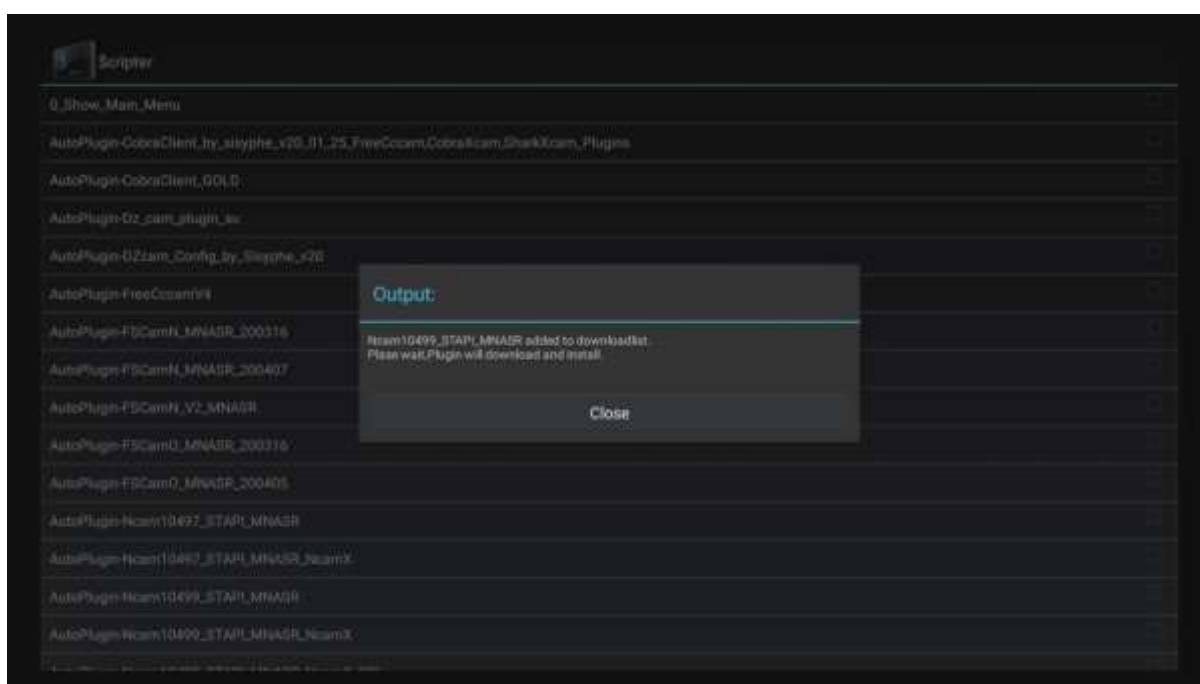 Scripter
0_Show_Main_Menu
AutoPlugin-CobraClient_by_sisyphe_v20_01_25_FreeCccam,CobraXcam,SharkXcam_Plugins
AutoPlugin-CobraClient_GOLD
AutoPlugin-Dz_cam_plugin_su
AutoPlugin-DZcam_Config_by_Sisyphe_v20
AutoPlugin-FreeCccamV4
AutoPlugin-FSCamN_MNASR_200316
AutoPlugin-FSCamN_MNASR_200407
AutoPlugin-FSCamN_V2_MNASR
AutoPlugin-FSCamO_MNASR_200316
AutoPlugin-FSCamO_MNASR_200405
AutoPlugin-Ncam10497_STAPI_MNASR
AutoPlugin-Ncam10497_STAPI_MNASR_NcamX
AutoPlugin-Ncam10499_STAPI_MNASR
AutoPlugin-Ncam10499_STAPI_MNASR_NcamX
Output:
Ncam10499_STAPI_MNASR added to downloadlist.
Plaan wait,Plugin will download and install.
Close